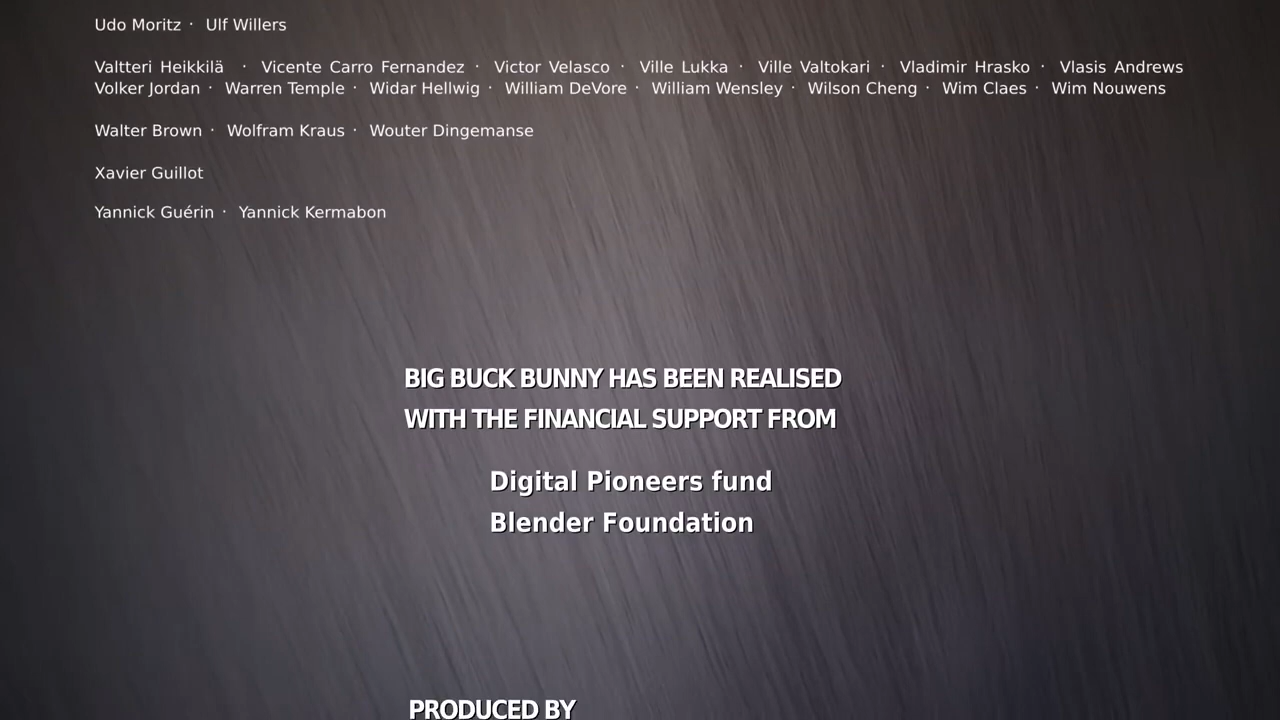 Udo Moritz · Ulf Willers
Valtteri Heikkilä · Vicente Carro Fernandez · Victor Velasco · Ville Lukka · Ville Valtokari · Vladimir Hrasko · Vlasis Andrews
Volker Jordan · Warren Temple · Widar Hellwig · William DeVore · William Wensley · Wilson Cheng · Wim Claes · Wim Nouwens
Walter Brown · Wolfram Kraus · Wouter Dingemanse
Xavier Guillot
Yannick Guérin · Yannick Kermabon
BIG BUCK BUNNY HAS BEEN REALISED
WITH THE FINANCIAL SUPPORT FROM
Digital Pioneers fund
Blender Foundation
PRODUCED BY